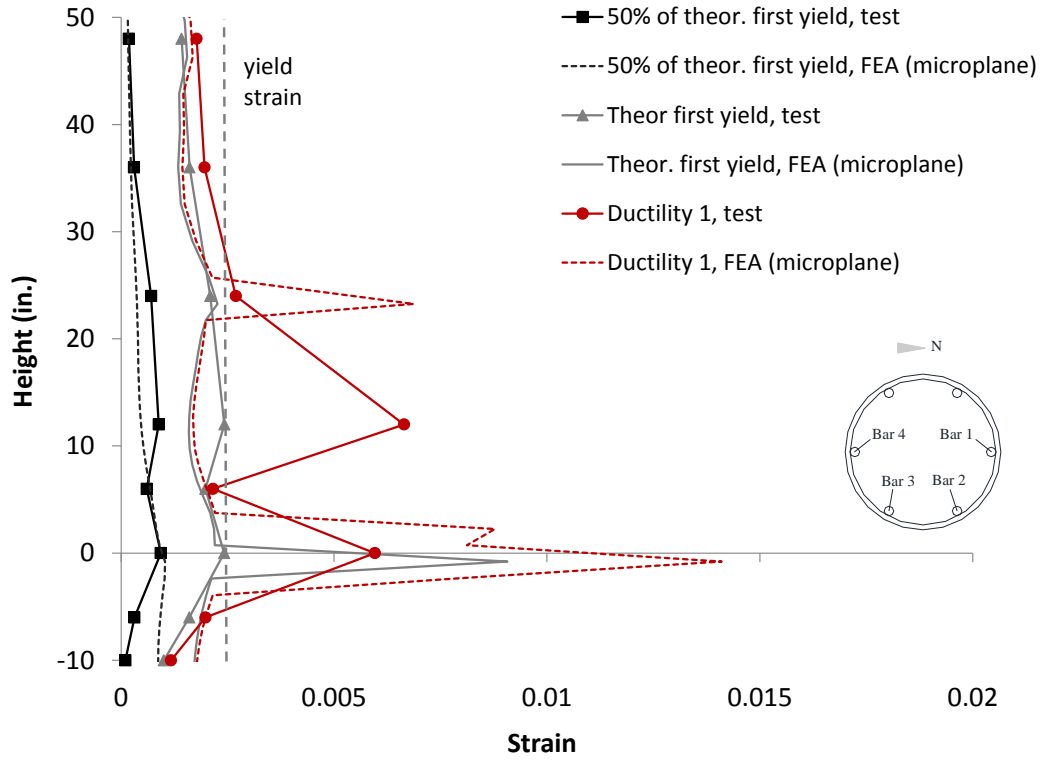 50% of theor. first yield, test
50% of theor. first yield, FEA (microplane)
Theor first yield, test
Theor. first yield, FEA (microplane)
Ductility 1, test
Ductility 1, FEA (microplane)
yield
strain
50
40
30
20
10
0
-10
Height (in.)
N
Bar 4
Bar 1
Bar 3
Bar 2
0
0.005
0.01
0.015
0.02
Strain